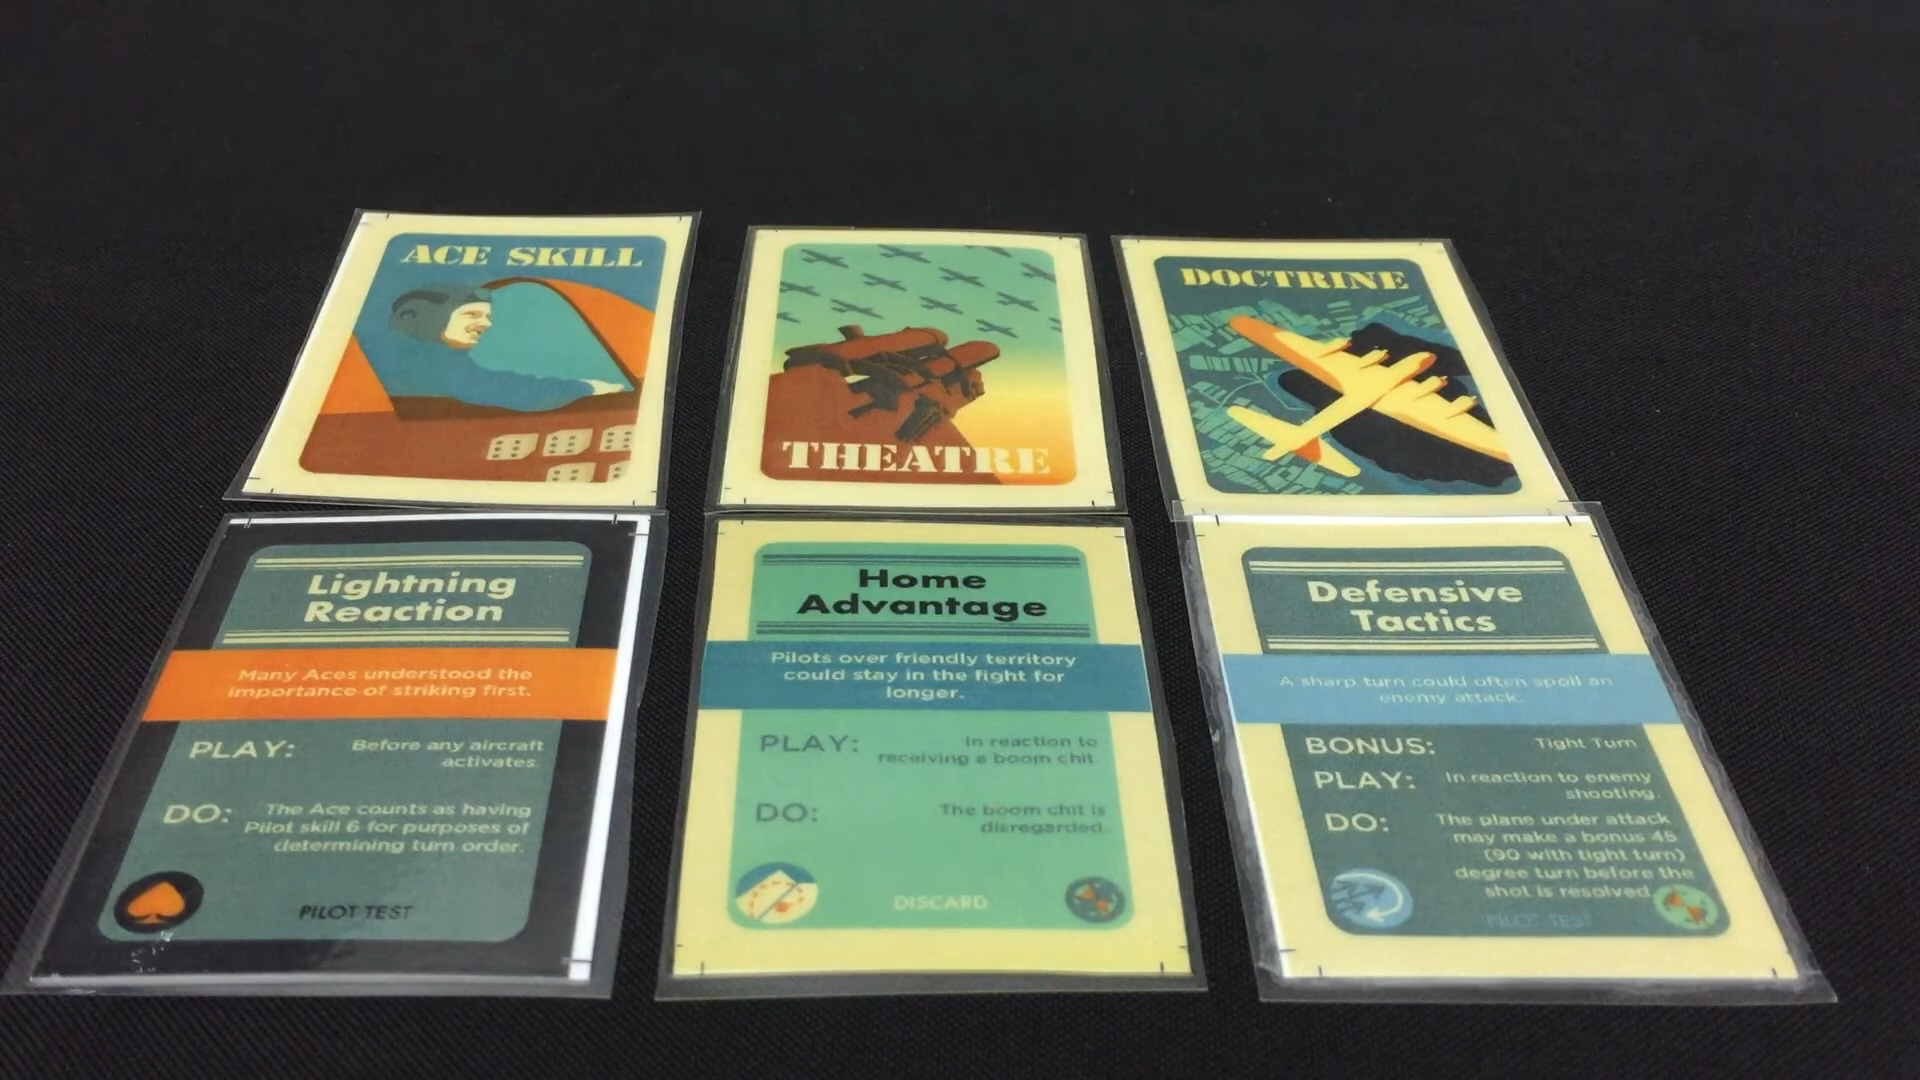 ACE SKILL
THEATRE
DOCTRINE
Lightning
Reaction
Many Aces understood the
importance of striking first.
PLAY:
Before any aircraft
activates.
DO:
The Ace counts as having
Pilot skill 6 for purposes of
determining turn order.
PILOT TEST
Home
Advantage
Pilots over friendly territory
could stay in the fight for
longer.
PLAY:
In reaction to
receiving a boom chit.
DO:
The boom chit is
disregarded.
DISCARD
Defensive
Tactics
A sharp turn could often spoil an
enemy attack.
BONUS:
Tight Turn
PLAY:
In reaction to enemy
shooting.
DO:
The plane under attack
may make a bonus 45
(90 with tight turn)
degree turn before the
shot is resolved.
PILOT TEST